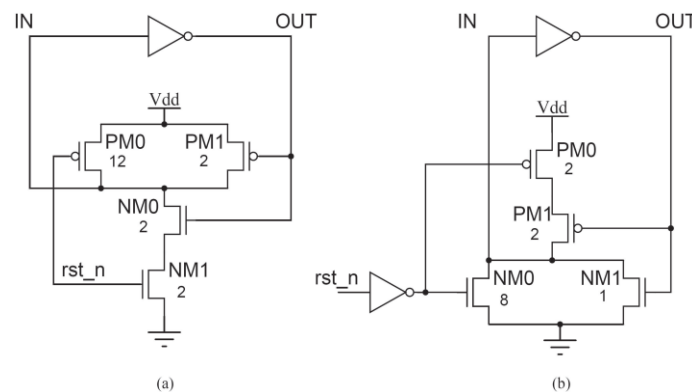 IN OUT
Vdd
PM0 PM1
12 2
NM0
2
rst_n NM1
2
(a)
IN OUT
Vdd
PM0
2
PM1
2
rst_n NM0 NM1
8 1
(b)